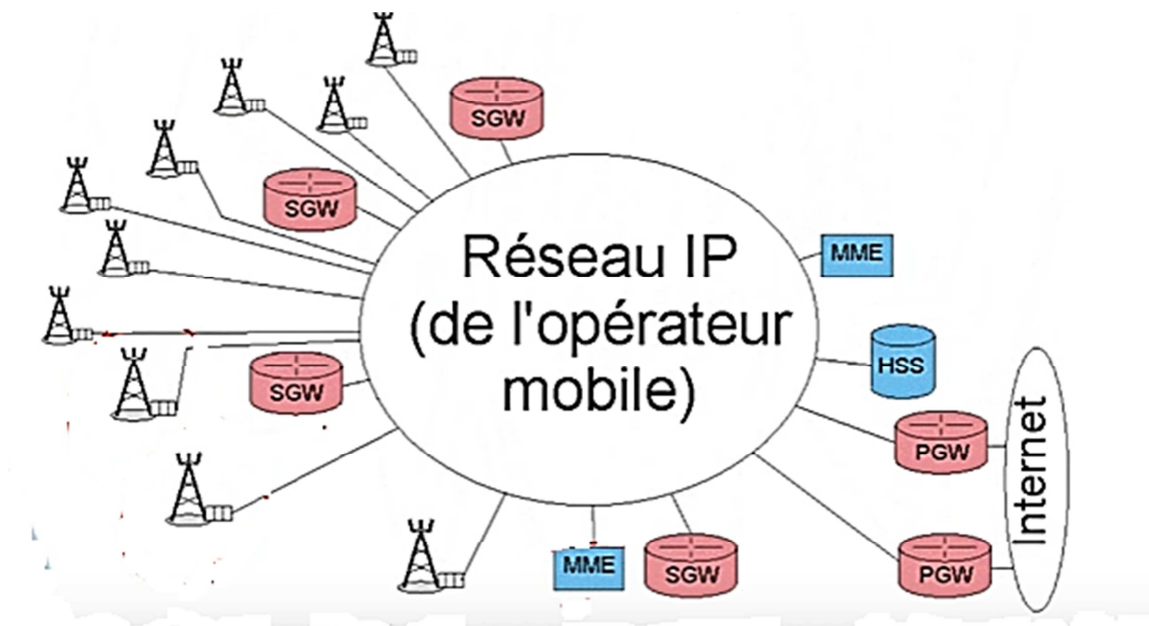 SGW
SGW
Réseau IP
(de l'opérateur
mobile)
MME
HSS
SGW
PGW
Internet
MME
SGW
PGW